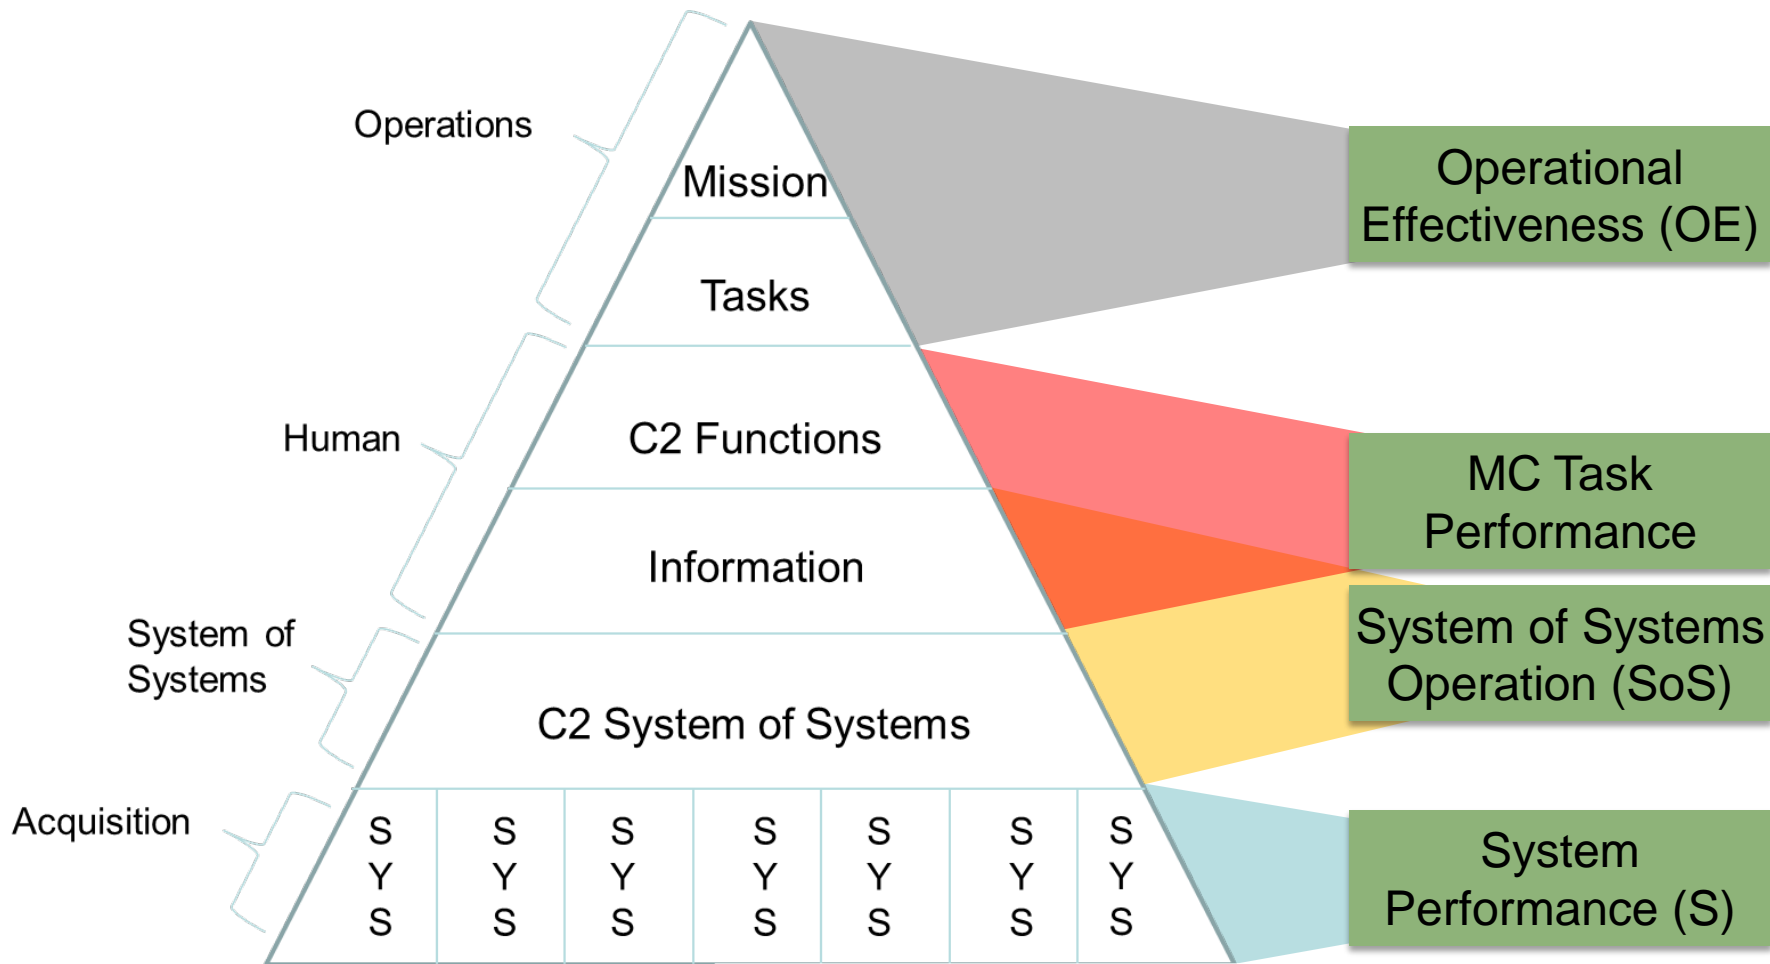 Operations
Mission
Operational
Effectiveness (OE)
Tasks
Human
C2 Functions
MC Task
Performance
Information
System of
Systems
System of Systems
Operation (SoS)
C2 System of Systems
Acquisition
S S S S S S S
Y Y Y Y Y Y Y
S S S S S S S
System
Performance (S)